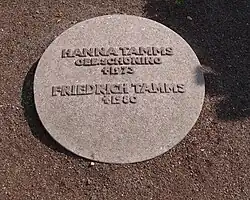 HANNA TAMMS
GEB.SCHÖNING
†1973
FRIEDRICH TAMMS
†1980